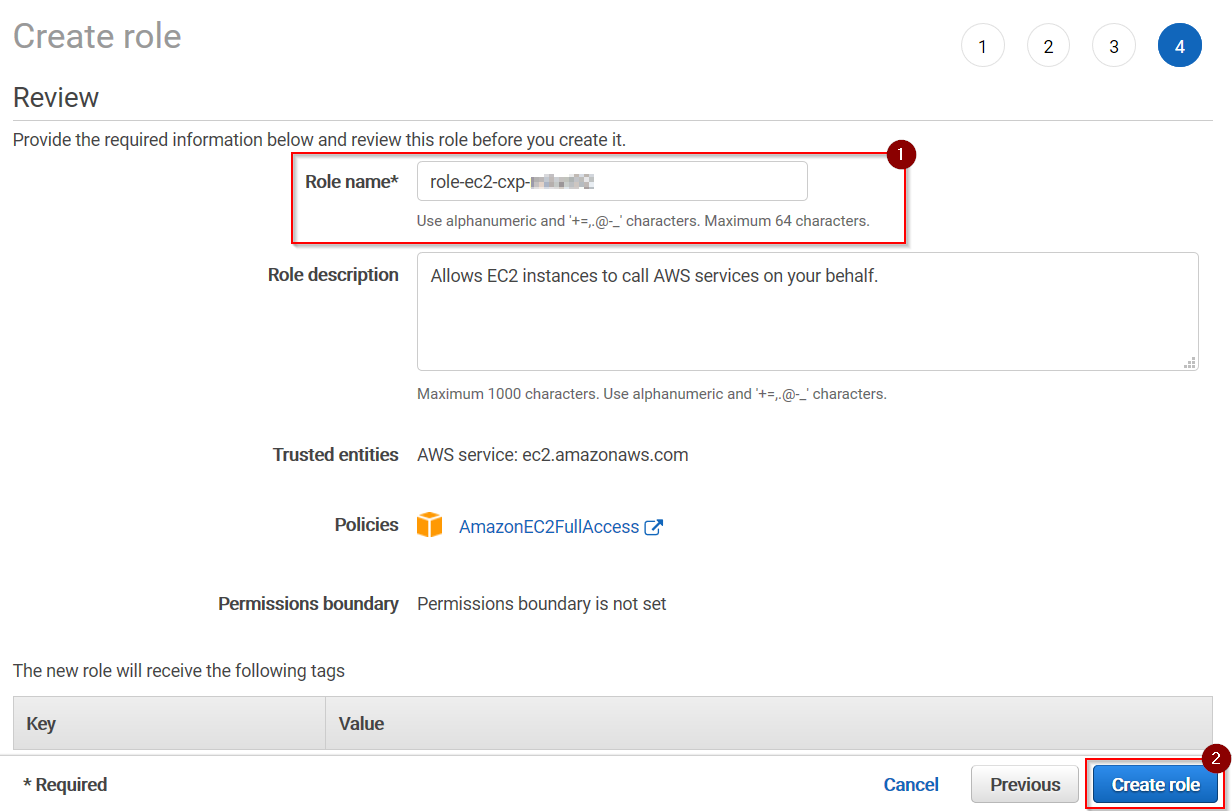 Create role
1 2 3 4
Review
Provide the required information below and review this role before you create it.
1
Role name* role-ec2-cxp-
Use alphanumeric and '+=,.@-_' characters. Maximum 64 characters.
Role description Allows EC2 instances to call AWS services on your behalf.
Maximum 1000 characters. Use alphanumeric and '+=,.@-_' characters.
Trusted entities AWS service: ec2.amazonaws.com
Policies AmazonEC2FullAccess
Permissions boundary Permissions boundary is not set
The new role will receive the following tags
Key Value
2
* Required Cancel Previous Create role